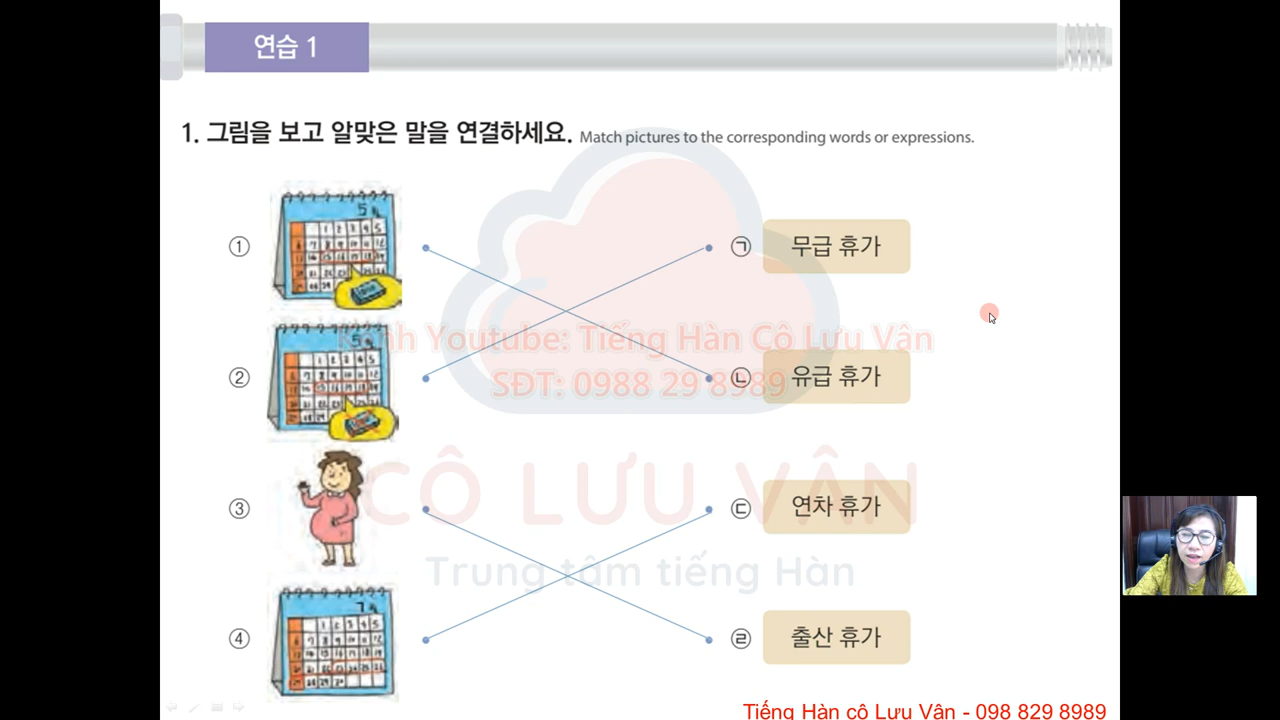 연습 1
1. 그림을 보고 알맞은 말을 연결하세요. Match pictures to the corresponding words or expressions.
① ㉠ 무급 휴가
Kênh Youtube: Tiếng Hàn Cô Lưu Vân
② ㉡ 유급 휴가
SĐT: 0988 29 8989
CÔ LƯU VÂN
③ ㉢ 연차 휴가
Trung tâm tiếng Hàn
④ ㉣ 출산 휴가
Tiếng Hàn cô Lưu Vân - 098 829 8989